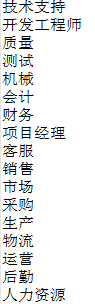 技术支持
开发工程师
质量
测试
机械
会计
财务
项目经理
客服
销售
市场
采购
生产
物流
运营
后勤
人力资源